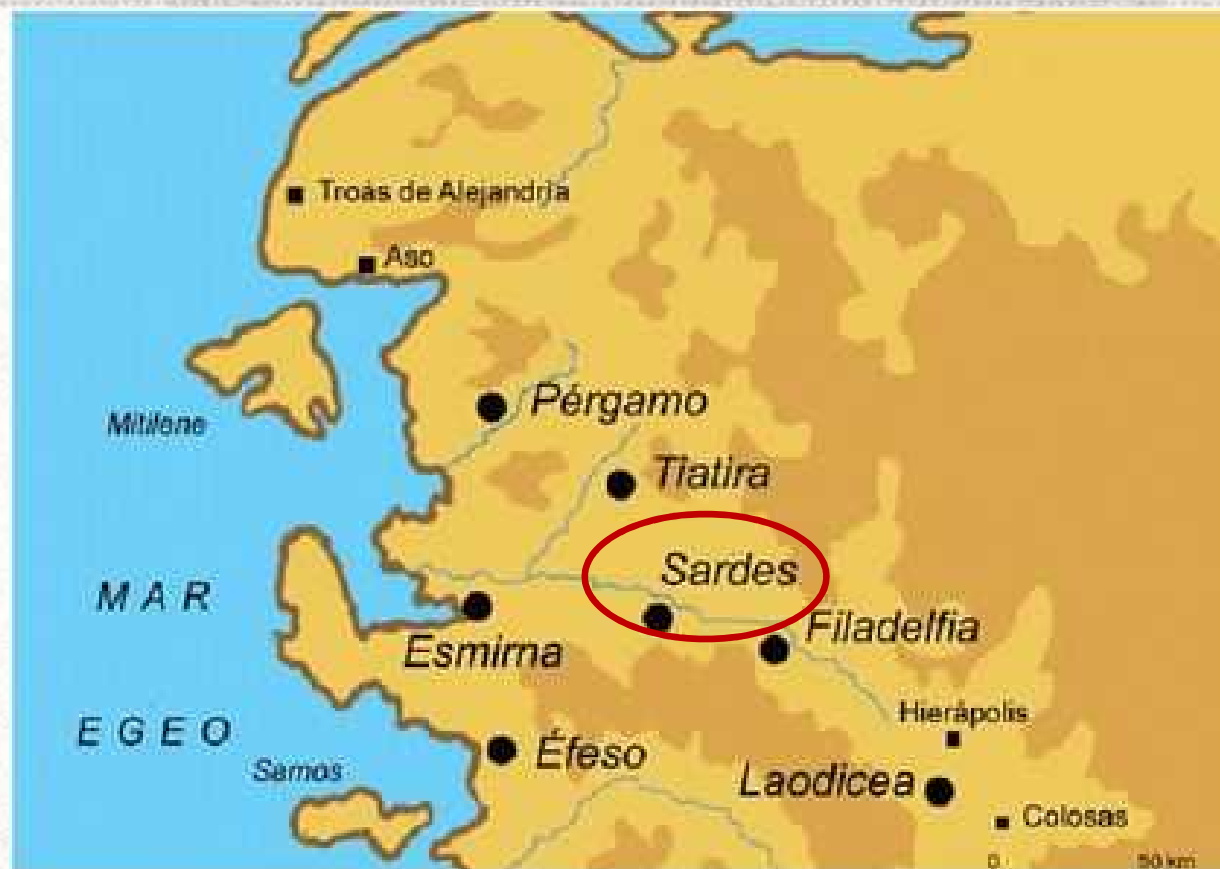 Troas de Alejandria
Aso
Mitilene
Pérgamo
Tiatira
Sardes
MAR
Esmirna
Filadelfia
Hierápolis
EGEO
Éfeso
Samos
Laodicea
Colosas
0 50 km